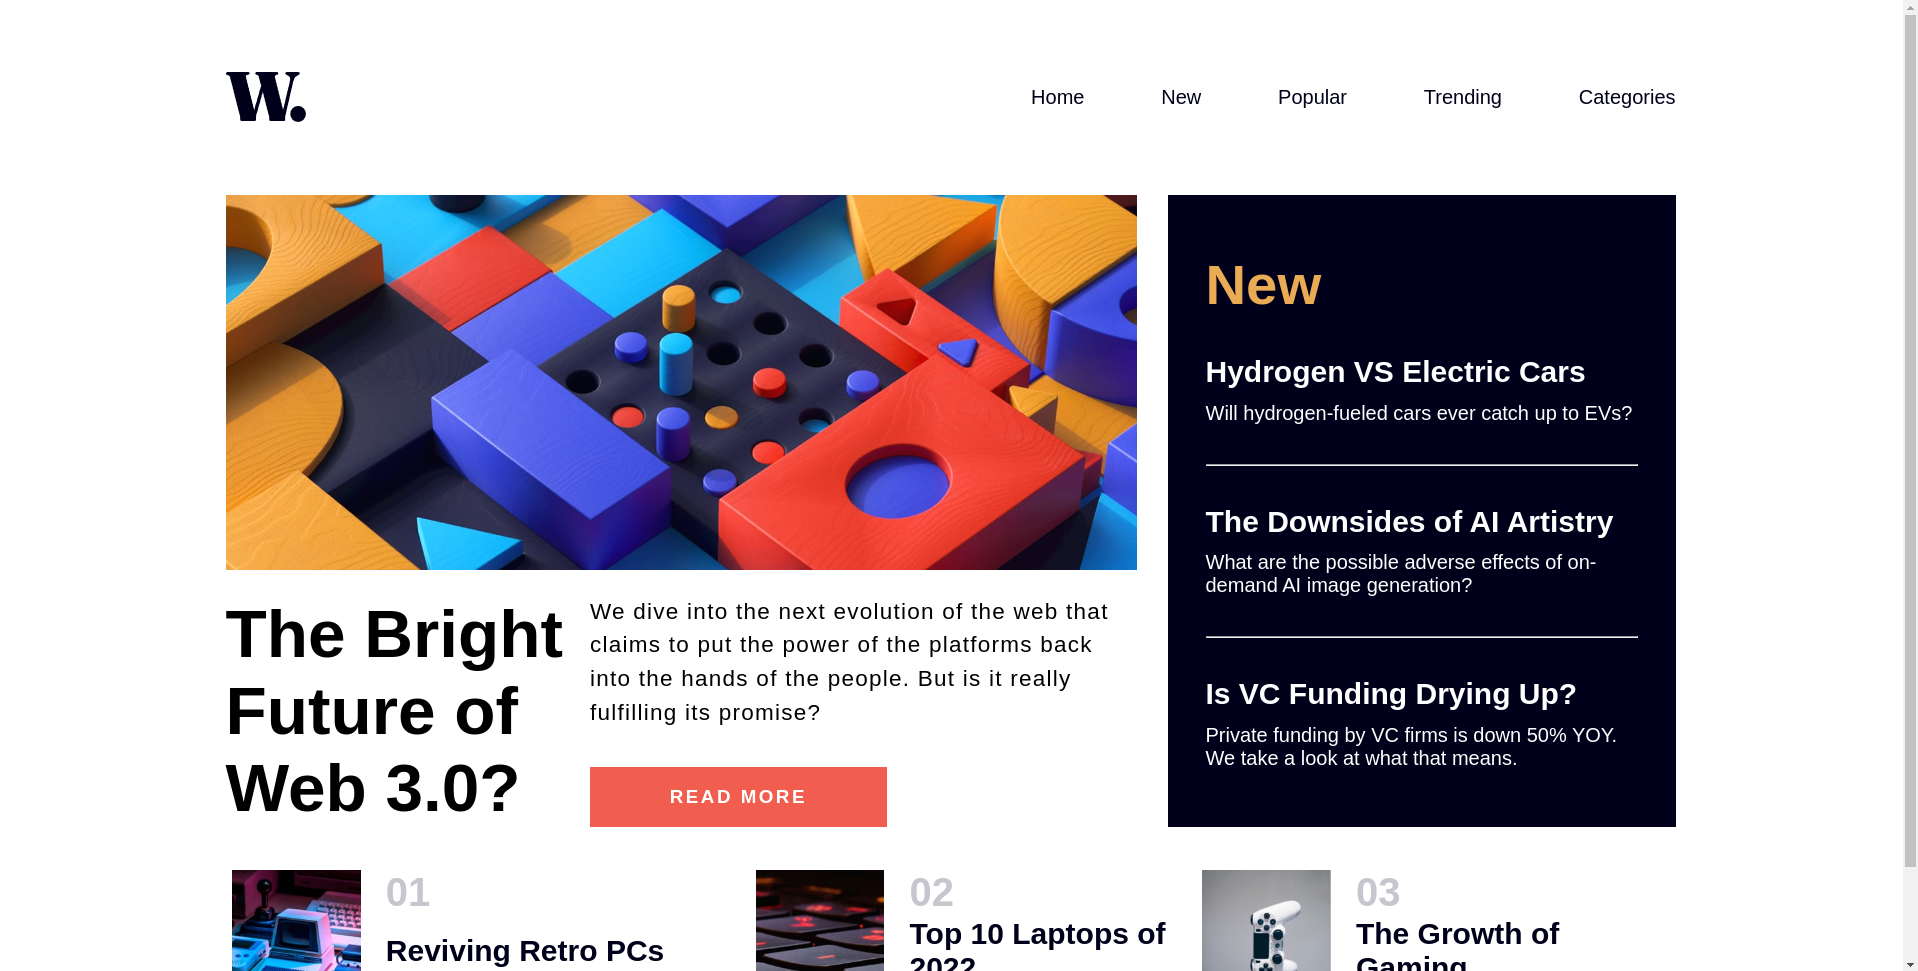 W.
Home
New
Popular
Trending
Categories
New
Hydrogen VS Electric Cars
Will hydrogen-fueled cars ever catch up to EVs?
The Downsides of AI Artistry
What are the possible adverse effects of on-
demand AI image generation?
Is VC Funding Drying Up?
Private funding by VC firms is down 50% YOY.
We take a look at what that means.
The Bright
Future of
Web 3.0?
We dive into the next evolution of the web that
claims to put the power of the platforms back
into the hands of the people. But is it really
fulfilling its promise?
READ MORE
01
Reviving Retro PCs
02
Top 10 Laptops of
2022
03
The Growth of
Gaming